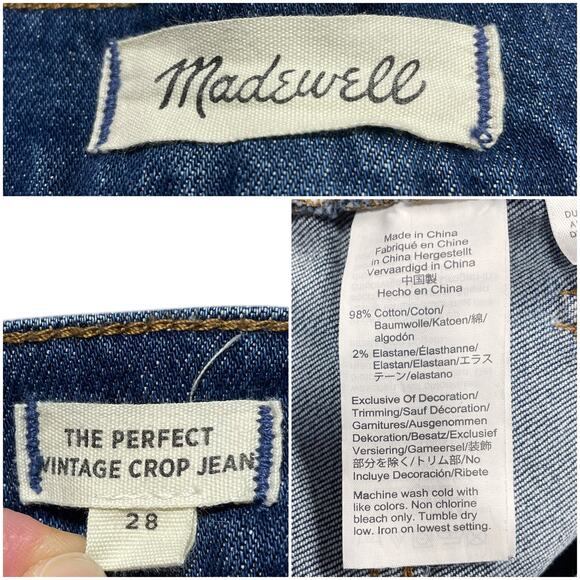 Madewell
THE PERFECT
VINTAGE CROP JEAN
28
Made in China
Fabriqué en Chine
in China Hergestellt
Vervaardigd in China
中国製
Hecho en China
98% Cotton/Coton/
Baumwolle/Katoen/綿/
algodón
2% Elastane/Élasthanne/
Elastan/Elastaan/エラス
テーン/elastano
Exclusive Of Decoration/
Trimming/Sauf Décoration/
Garnitures/Ausgenommen
Dekoration/Besatz/Exclusief
Versiering/Gameersel/装飾
部分を除く/トリム部/No
Incluye Decoración/Ribete
Machine wash cold with
like colors. Non chlorine
bleach only. Tumble dry
low. Iron on lowest setting.